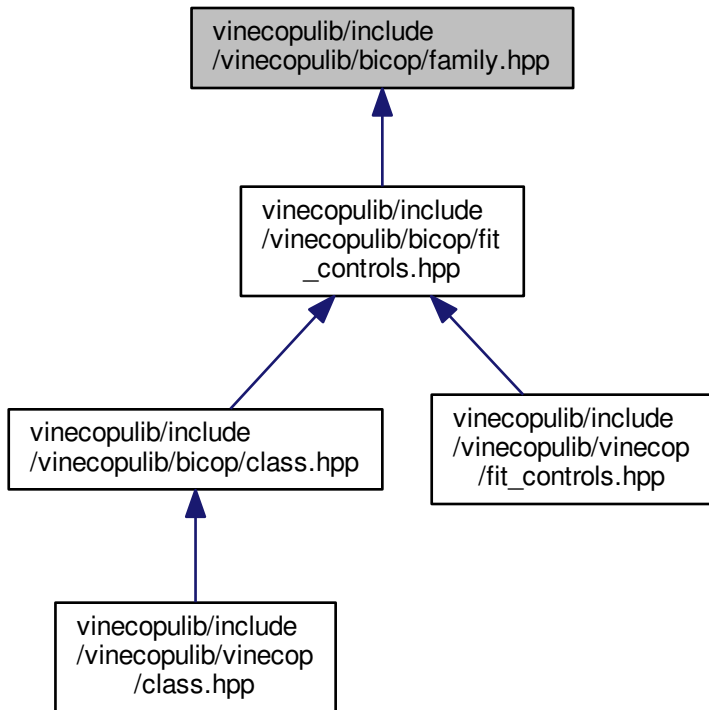 vinecopulib/include
/vinecopulib/bicop/family.hpp
vinecopulib/include
/vinecopulib/bicop/fit
_controls.hpp
vinecopulib/include
/vinecopulib/bicop/class.hpp
vinecopulib/include
/vinecopulib/vinecop
/fit_controls.hpp
vinecopulib/include
/vinecopulib/vinecop
/class.hpp